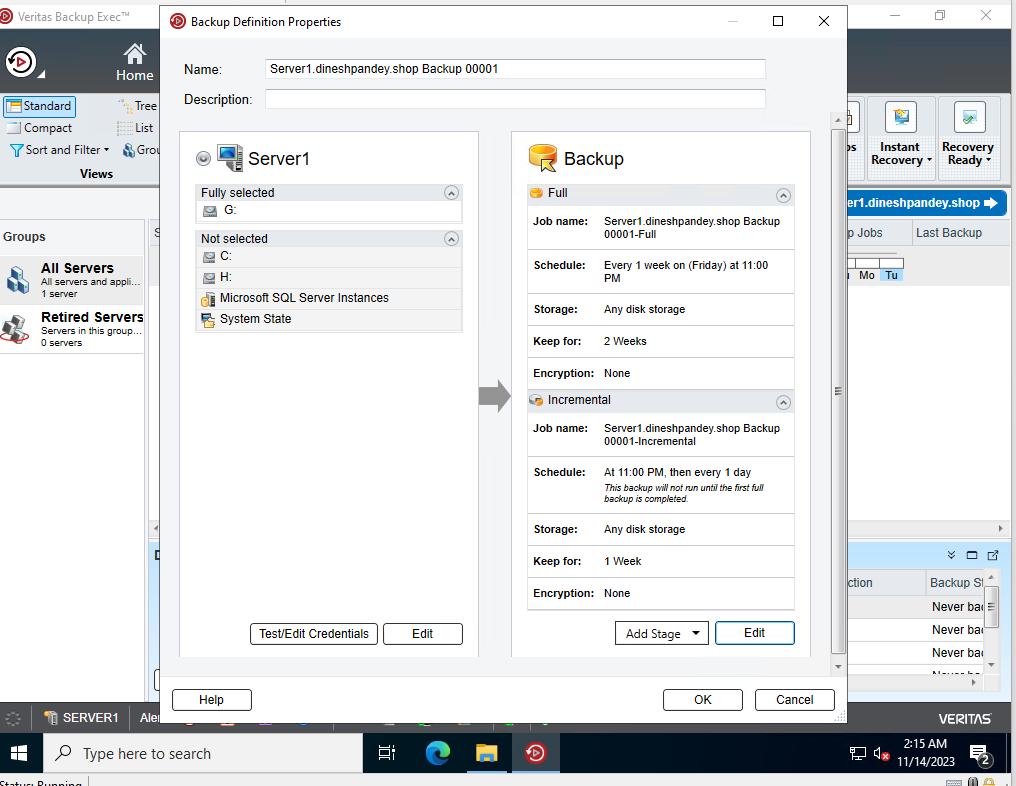 Veritas Backup Exec™
Backup Definition Properties
Home
Name:
Server1.dineshpandey.shop Backup 00001
Description:
Standard
Tree
Compact
List
Sort and Filter
Grou
Views
Instant
Recovery
Recovery
Ready
er1.dineshpandey.shop
Groups
All Servers
All servers and appli...
1 server
Retired Servers
Servers in this group...
0 servers
Server1
Fully selected
G:
Not selected
C:
H:
Microsoft SQL Server Instances
System State
Test/Edit Credentials
Edit
Backup
Full
Job name:
Server1.dineshpandey.shop Backup
00001-Full
Schedule:
Every 1 week on (Friday) at 11:00
PM
Storage:
Any disk storage
Keep for:
2 Weeks
Encryption:
None
Incremental
Job name:
Server1.dineshpandey.shop Backup
00001-Incremental
Schedule:
At 11:00 PM, then every 1 day
This backup will not run until the first full
backup is completed.
Storage:
Any disk storage
Keep for:
1 Week
Encryption:
None
Add Stage
Edit
p Jobs
Last Backup
Mo
Tu
ction
Backup St
Never bac
Never bac
Never bac
Help
OK
Cancel
SERVER1
Aler
VERITAS
Type here to search
2:15 AM
11/14/2023
2
Status: Running